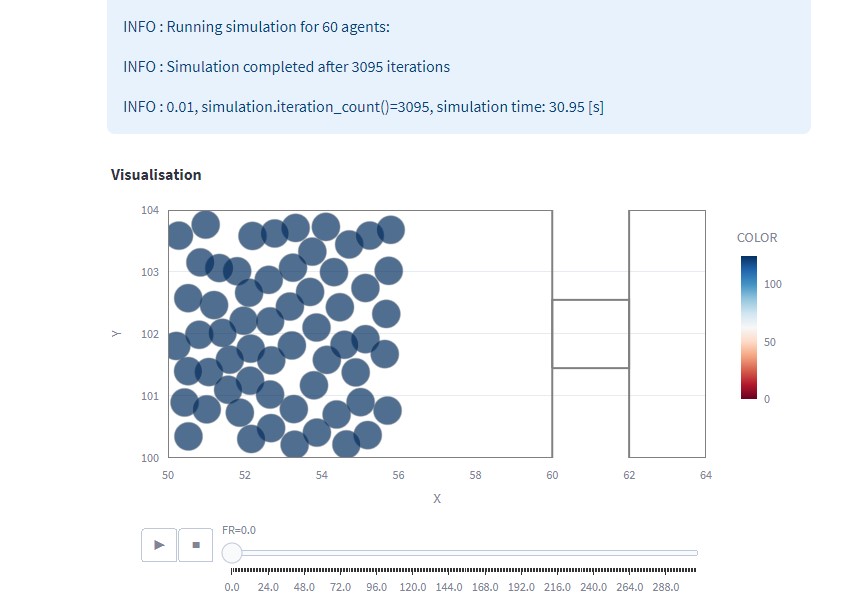 INFO : Running simulation for 60 agents:
INFO : Simulation completed after 3095 iterations
INFO : 0.01, simulation.iteration_count()=3095, simulation time: 30.95 [s]
Visualisation
104
103
102
101
100
Y
50 52 54 56 58 60 62 64
X
COLOR
100
50
0
FR=0.0
0.0 24.0 48.0 72.0 96.0 120.0 144.0 168.0 192.0 216.0 240.0 264.0 288.0